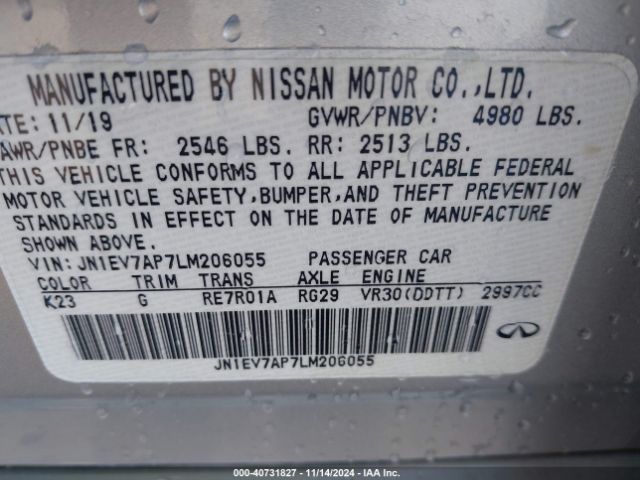 MANUFACTURED BY NISSAN MOTOR CO.,LTD.
ATE: 11/19 GVWR/PNBV: 4980 LBS.
AWR/PNBE FR: 2546 LBS. RR: 2513 LBS.
THIS VEHICLE CONFORMS TO ALL APPLICABLE FEDERAL
MOTOR VEHICLE SAFETY,BUMPER,AND THEFT PREVENTION
STANDARDS IN EFFECT ON THE DATE OF MANUFACTURE
SHOWN ABOVE.
VIN: JN1EV7AP7LM206055 PASSENGER CAR
COLOR TRIM TRANS AXLE ENGINE
K23 G RE7R01A RG29 VR30(DDTT) 2997CC
JN1EV7AP7LM206055
000-40731827 - 11/14/2024 - IAA Inc.